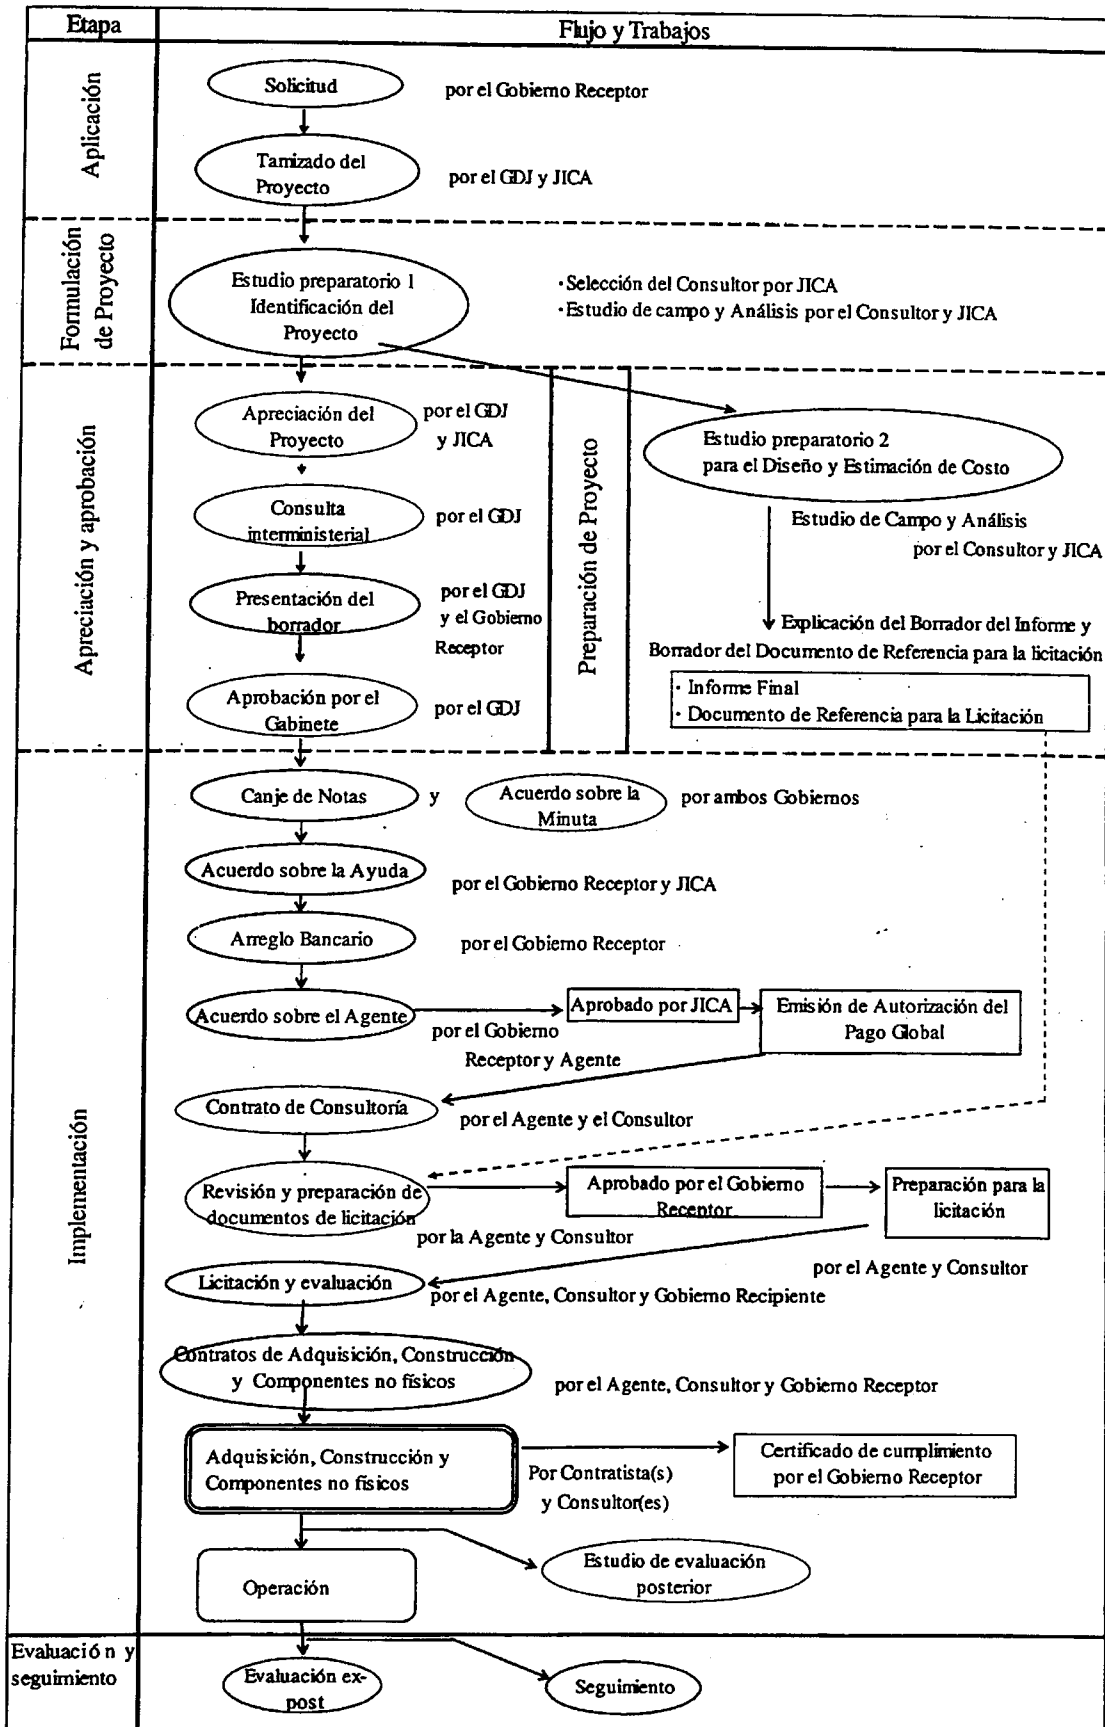 Etapa
Flujo y Trabajos
Aplicación
Solicitud
por el Gobierno Receptor
Tamizado del
Proyecto
por el GDJ y JICA
Formulación
de Proyecto
Estudio preparatorio 1
Identificación del
Proyecto
· Selección del Consultor por JICA
· Estudio de campo y Análisis por el Consultor y JICA
Apreciación y aprobación
Apreciación del
Proyecto
por el GDJ
y JICA
Consulta
interministerial
por el GDJ
Presentación del
borrador
por el GDJ
y el Gobierno
Receptor
Aprobación por el
Gabinete
por el GDJ
Preparación de Proyecto
Estudio preparatorio 2
para el Diseño y Estimación de Costo
Estudio de Campo y Análisis
por el Consultor y JICA
Explicación del Borrador del Informe y
Borrador del Documento de Referencia para la licitación
· Informe Final
· Documento de Referencia para la Licitación
Implementación
Canje de Notas
y
Acuerdo sobre la
Minuta
por ambos Gobiernos
Acuerdo sobre la Ayuda
por el Gobierno Receptor y JICA
Arreglo Bancario
por el Gobierno Receptor
Acuerdo sobre el Agente
por el Gobierno
Receptor y Agente
Aprobado por JICA
Emisión de Autorización del
Pago Global
Contrato de Consultoría
por el Agente y el Consultor
Revisión y preparación de
documentos de licitación
por la Agente y Consultor
Aprobado por el Gobierno
Receptor
Preparación para la
licitación
por el Agente y Consultor
Licitación y evaluación
por el Agente, Consultor y Gobierno Recipiente
Contratos de Adquisición, Construcción
y Componentes no físicos
por el Agente, Consultor y Gobierno Receptor
Adquisición, Construcción y
Componentes no físicos
Por Contratista(s)
y Consultor(es)
Certificado de cumplimiento
por el Gobierno Receptor
Estudio de evaluación
posterior
Operación
Evaluación y
seguimiento
Evaluación ex-
post
Seguimiento